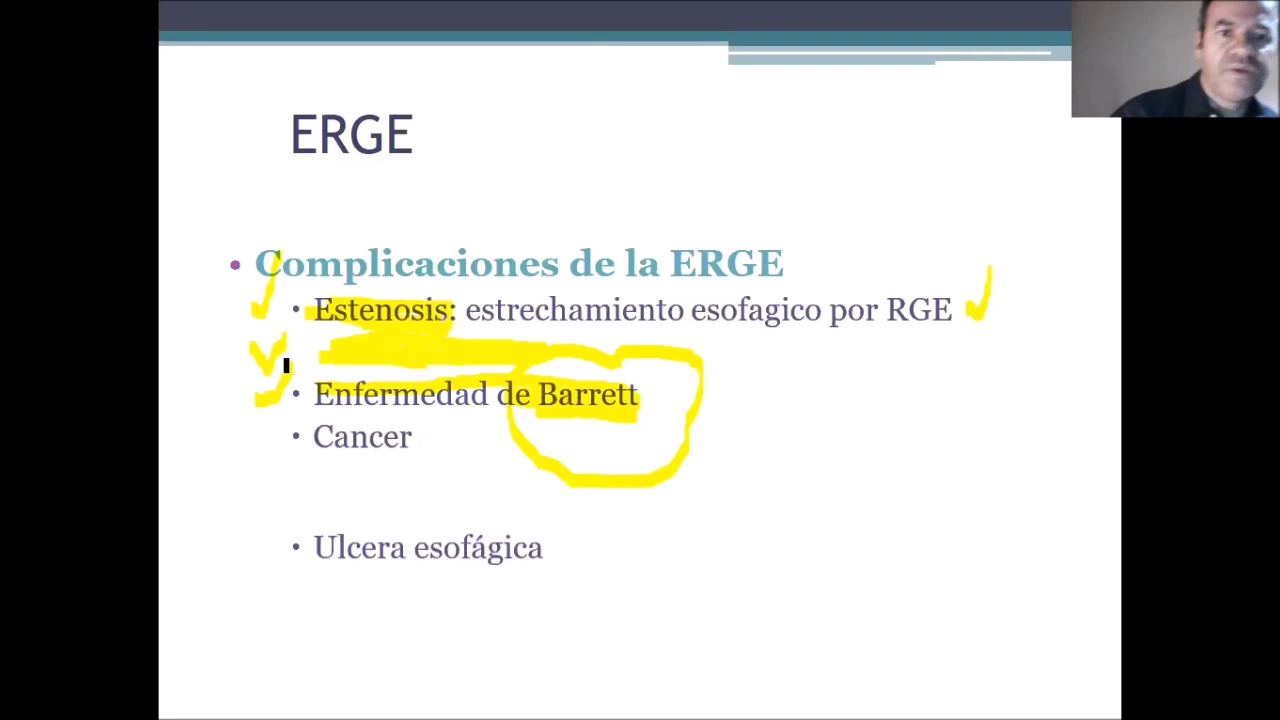 ERGE
• Complicaciones de la ERGE
• Estenosis: estrechamiento esofagico por RGE
• Enfermedad de Barrett
• Cancer
• Ulcera esofágica